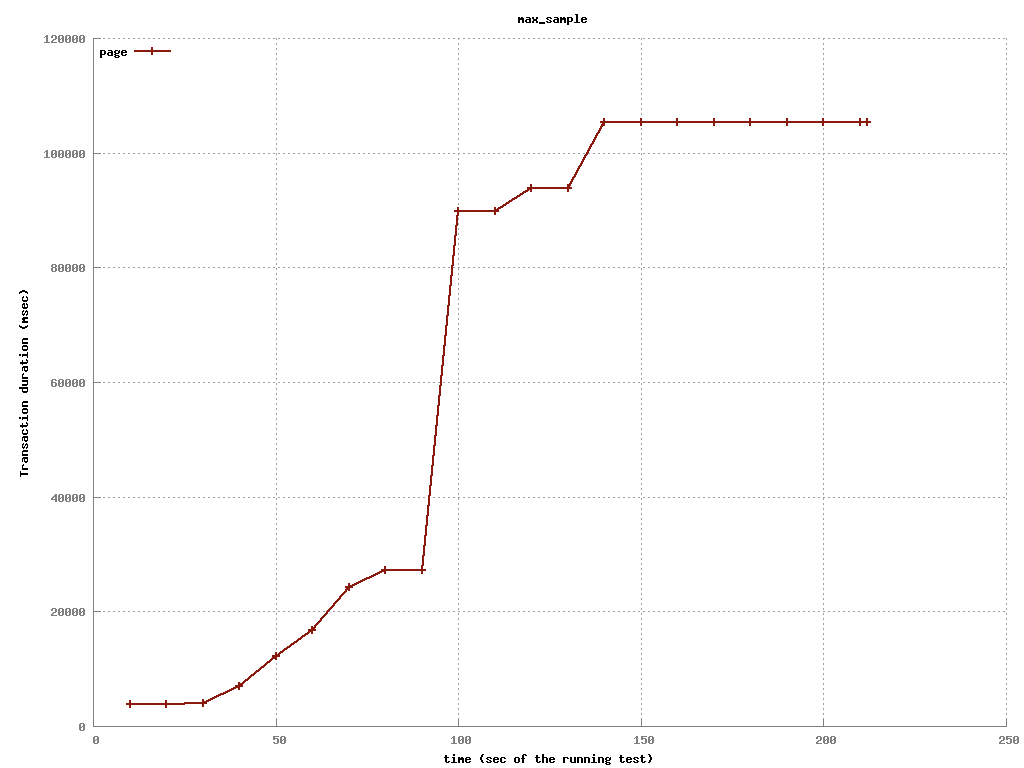 max_sample
120000
page
100000
80000
60000
40000
20000
0
Transaction duration (msec)
0 50 100 150 200 250
time (sec of the running test)